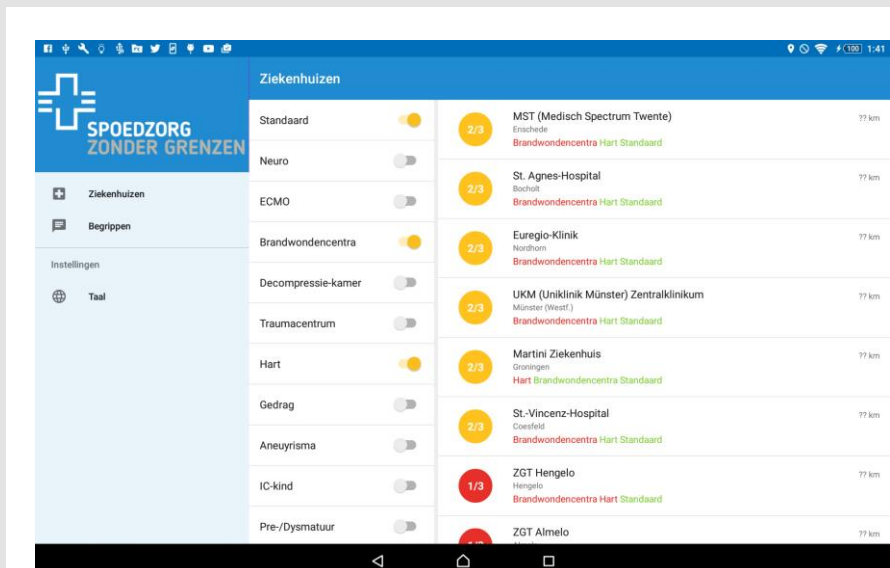 100 1:41
SPOEDZORG
ZONDER GRENZEN
Ziekenhuizen
Begrippen
Instellingen
Taal
Ziekenhuizen
Standaard
Neuro
ECMO
Brandwondencentra
Decompressie-kamer
Traumacentrum
Hart
Gedrag
Aneuyrisma
IC-kind
Pre-/Dysmatuur
2/3
MST (Medisch Spectrum Twente)
?? km
Enschede
Brandwondencentra Hart Standaard
2/3
St. Agnes-Hospital
?? km
Bocholt
Brandwondencentra Hart Standaard
2/3
Euregio-Klinik
?? km
Nordhorn
Brandwondencentra Hart Standaard
2/3
UKM (Uniklinik Münster) Zentralklinikum
?? km
Münster (Westf.)
Brandwondencentra Hart Standaard
2/3
Martini Ziekenhuis
?? km
Groningen
Hart Brandwondencentra Standaard
2/3
St.-Vincenz-Hospital
?? km
Coesfeld
Brandwondencentra Hart Standaard
1/3
ZGT Hengelo
?? km
Hengelo
Brandwondencentra Hart Standaard
ZGT Almelo
?? km